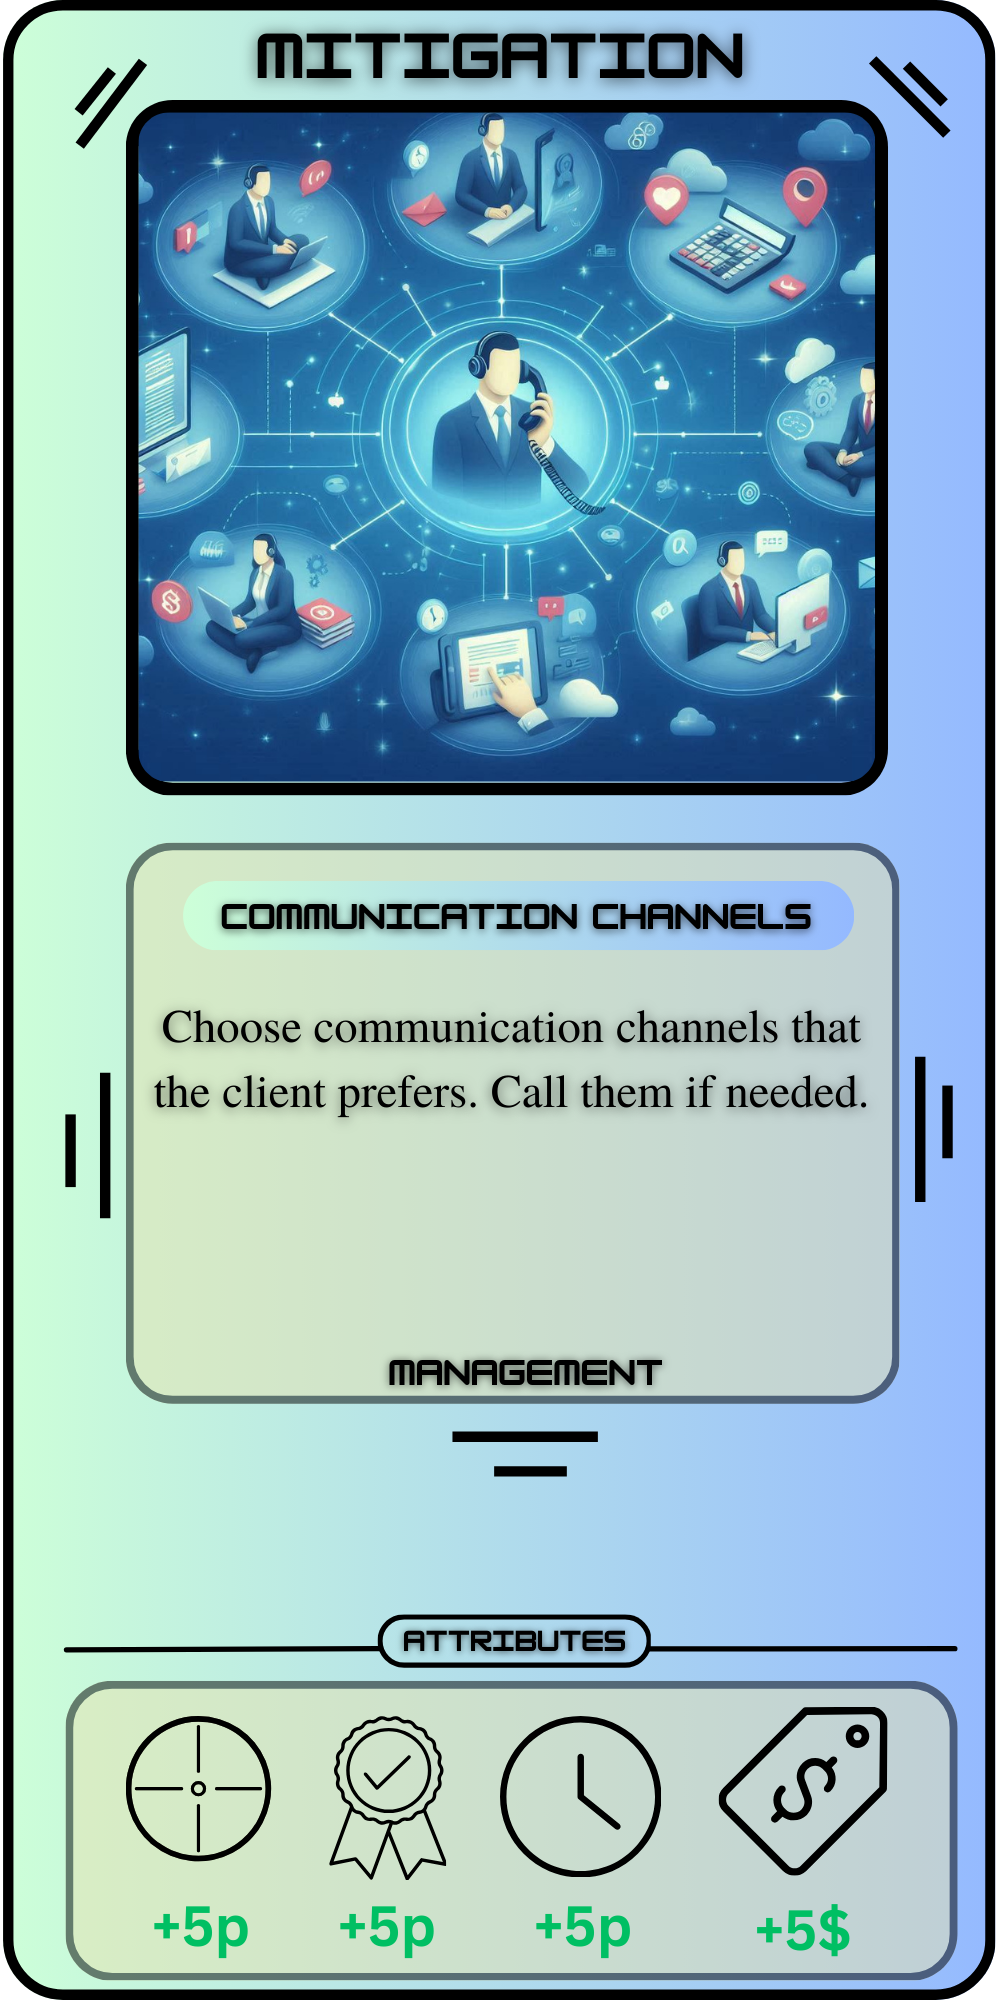 MITIGATION
COMMUNICATION CHANNELS
Choose communication channels that
the client prefers. Call them if needed.
MANAGEMENT
ATTRIBUTES
+5p +5p +5p +5$